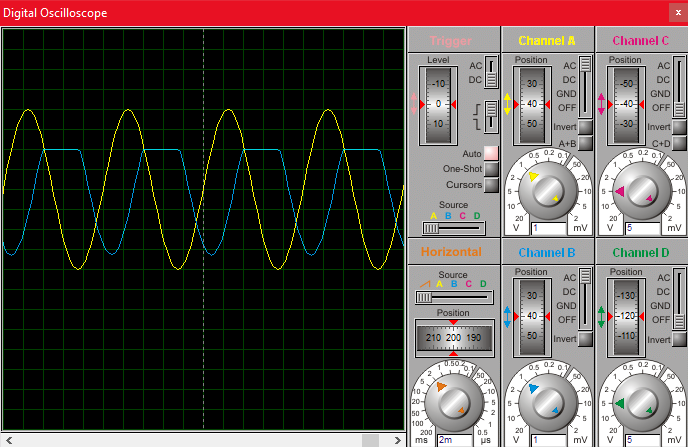 Digital Oscilloscope
x
Trigger
Level
-10
0
10
AC
DC
Auto
One-Shot
Cursors
Source
A B C D
Channel A
Position
30
40
50
AC
DC
GND
OFF
Invert
A+B
0.5 0.2 0.1
1 50
2 20
5 10
10 5
20 2
V 1 mV
Channel C
Position
-50
-40
-30
AC
DC
GND
OFF
Invert
C+D
0.5 0.2 0.1
1 50
2 20
5 10
10 5
20 2
V 5 mV
Horizontal
Source
A B C D
Position
210 200 190
0.5
1 0.2
2 0.1
5 50
10 20
20 10
50 5
100 2
200 1
0.5
ms 2m µs
Channel B
Position
30
40
50
AC
DC
GND
OFF
Invert
0.5 0.2 0.1
1 50
2 20
5 10
10 5
20 2
V 1 mV
Channel D
Position
-130
-120
-110
AC
DC
GND
OFF
Invert
0.5 0.2 0.1
1 50
2 20
5 10
10 5
20 2
V 5 mV